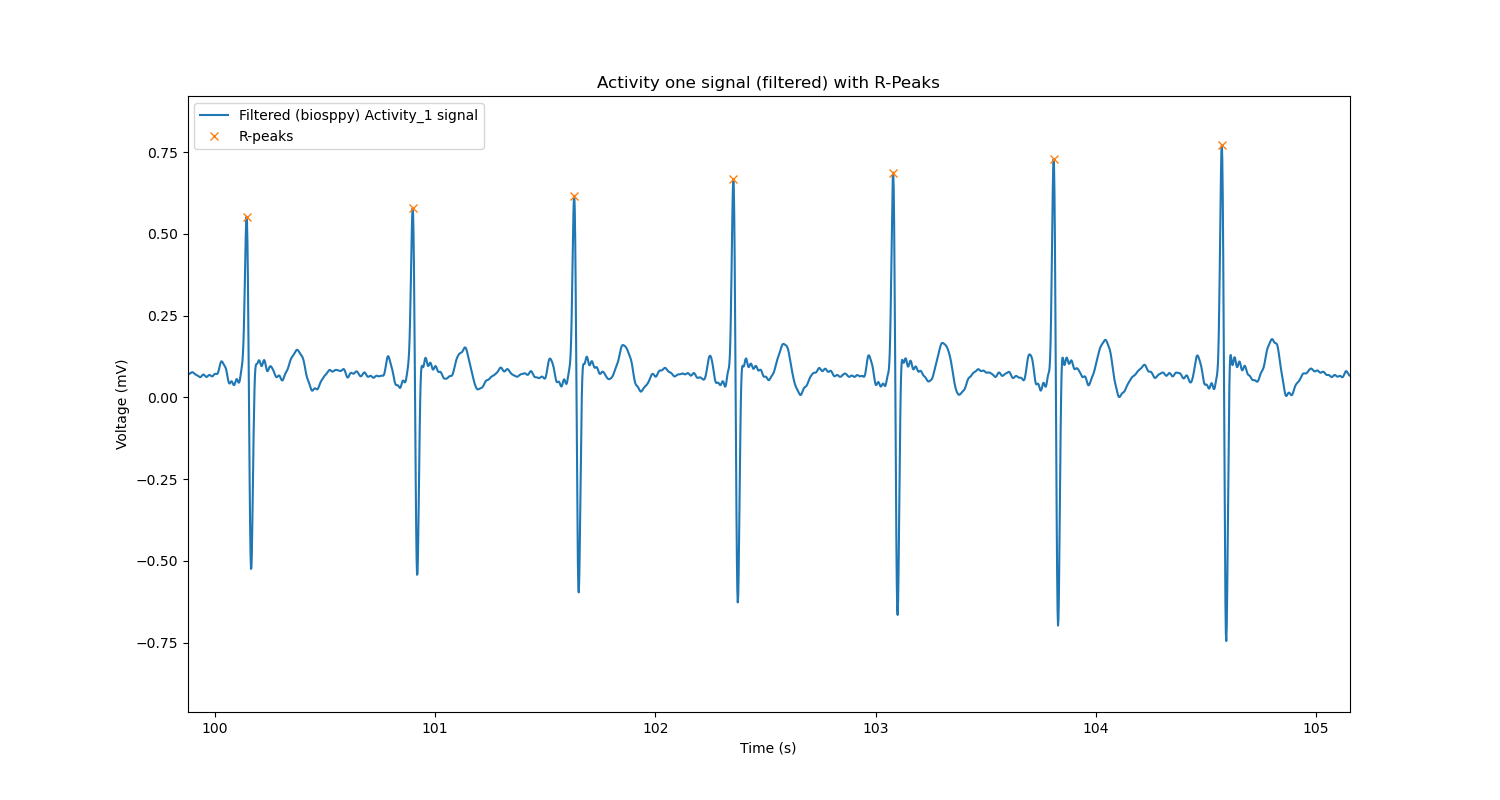 Activity one signal (filtered) with R-Peaks
Filtered (biosppy) Activity_1 signal
R-peaks
0.75
0.50
0.25
0.00
−0.25
−0.50
−0.75
Voltage (mV)
100 101 102 103 104 105
Time (s)